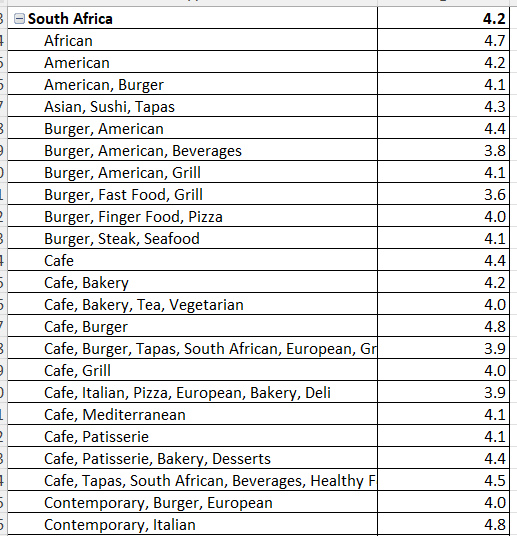 South Africa 4.2
African 4.7
American 4.2
American, Burger 4.1
Asian, Sushi, Tapas 4.3
Burger, American 4.4
Burger, American, Beverages 3.8
Burger, American, Grill 4.1
Burger, Fast Food, Grill 3.6
Burger, Finger Food, Pizza 4.0
Burger, Steak, Seafood 4.1
Cafe 4.4
Cafe, Bakery 4.2
Cafe, Bakery, Tea, Vegetarian 4.0
Cafe, Burger 4.8
Cafe, Burger, Tapas, South African, European, Gr 3.9
Cafe, Grill 4.0
Cafe, Italian, Pizza, European, Bakery, Deli 3.9
Cafe, Mediterranean 4.1
Cafe, Patisserie 4.1
Cafe, Patisserie, Bakery, Desserts 4.4
Cafe, Tapas, South African, Beverages, Healthy F 4.5
Contemporary, Burger, European 4.0
Contemporary, Italian 4.8